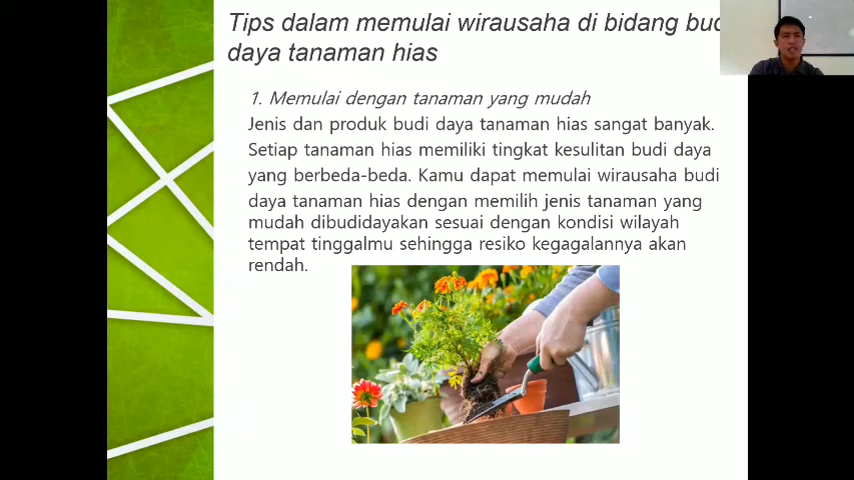 Tips dalam memulai wirausaha di bidang
daya tanaman hias
1. Memulai dengan tanaman yang mudah
Jenis dan produk budi daya tanaman hias sangat banyak.
Setiap tanaman hias memiliki tingkat kesulitan budi daya
yang berbeda-beda. Kamu dapat memulai wirausaha budi
daya tanaman hias dengan memilih jenis tanaman yang
mudah dibudidayakan sesuai dengan kondisi wilayah
tempat tinggalmu sehingga resiko kegagalannya akan
rendah.